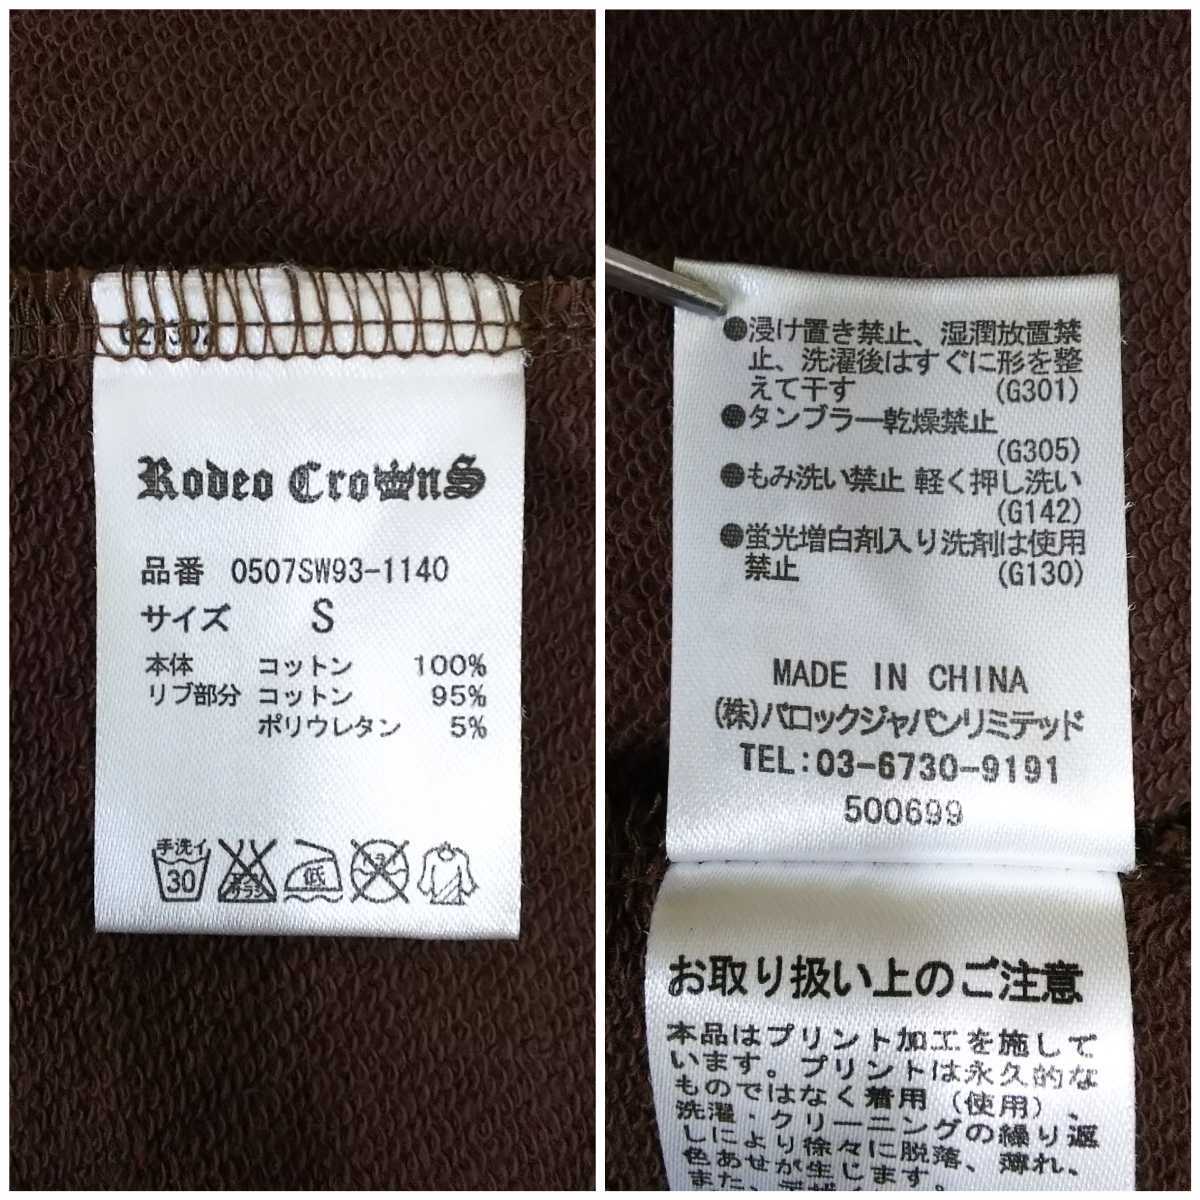 Rodeo CrownS
品番 0507SW93-1140
サイズ S
本体 コットン 100%
リブ部分 コットン 95%
ポリウレタン 5%
手洗イ
30
低
●浸け置き禁止、湿潤放置禁
止、洗濯後はすぐに形を整
えて干す (G301)
●タンブラー乾燥禁止
(G305)
●もみ洗い禁止 軽く押し洗い
(G142)
●蛍光増白剤入り洗剤は使用
禁止 (G130)
MADE IN CHINA
(株)バロックジャパンリミテッド
TEL:03-6730-9191
500699
お取り扱い上のご注意
本品はプリント加工を施して
います。プリントは永久的な
ものではなく着用(使用)、
洗濯・クリーニングの繰り返
しにより徐々に脱落、薄れ、
色あせが生じます。
また、デザイ